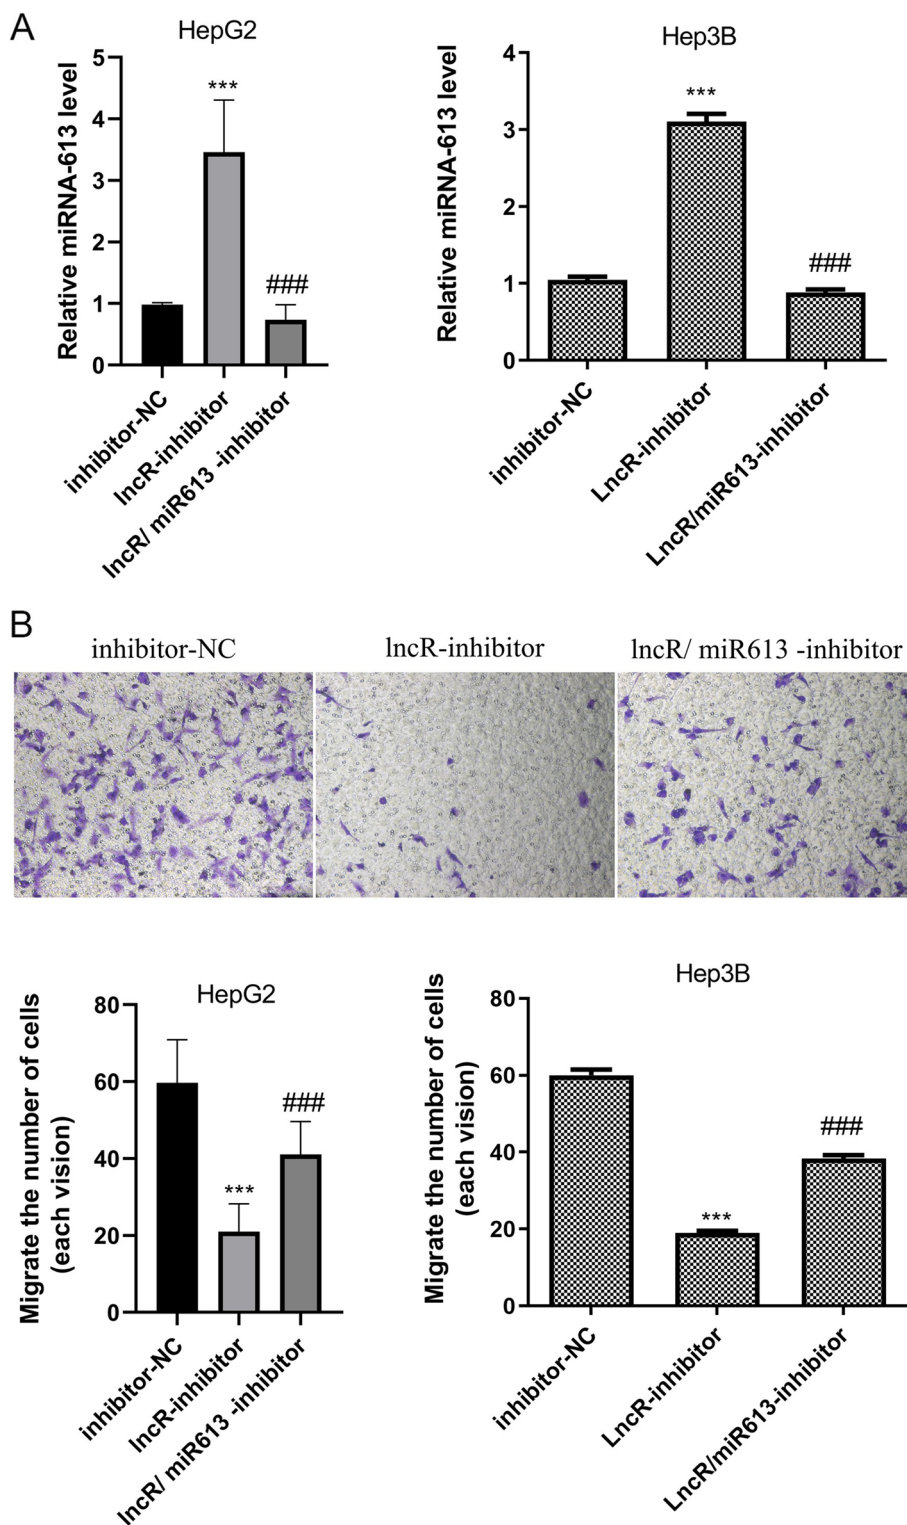 A
HepG2
Relative miRNA-613 level
5
4
3
2
1
0
***
###
inhibitor-NC
lncR-inhibitor
lncR/ miR613 -inhibitor
Hep3B
Relative miRNA-613 level
4
3
2
1
0
***
###
inhibitor-NC
LncR-inhibitor
LncR/miR613-inhibitor
B
inhibitor-NC
lncR-inhibitor
lncR/ miR613 -inhibitor
HepG2
Migrate the number of cells
(each vision)
80
60
40
20
0
***
###
inhibitor-NC
lncR-inhibitor
lncR/ miR613 -inhibitor
Hep3B
Migrate the number of cells
(each vision)
80
60
40
20
0
***
###
inhibitor-NC
LncR-inhibitor
LncR/miR613-inhibitor